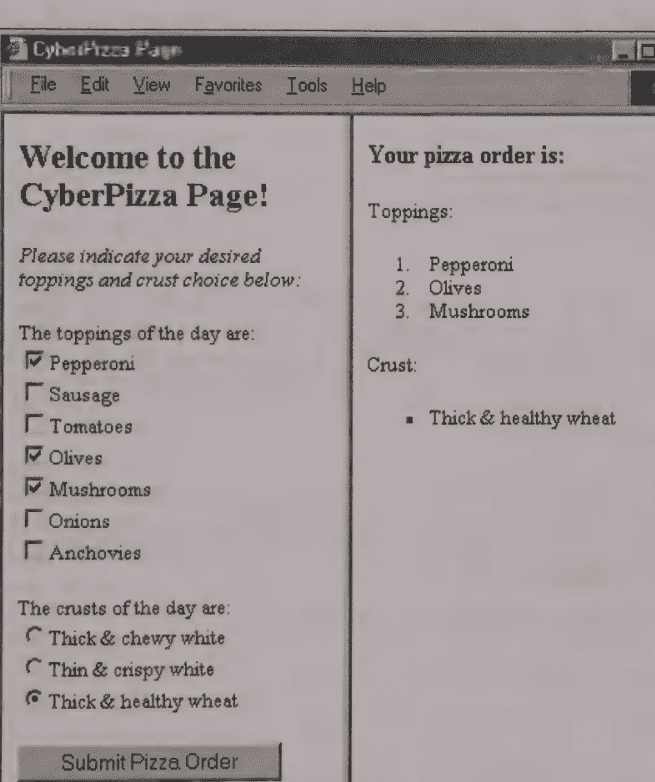 CyberPizza Page
File Edit View Favorites Tools Help
Welcome to the
CyberPizza Page!
Please indicate your desired
toppings and crust choice below:
The toppings of the day are:
Pepperoni
Sausage
Tomatoes
Olives
Mushrooms
Onions
Anchovies
The crusts of the day are:
Thick & chewy white
Thin & crispy white
Thick & healthy wheat
Submit Pizza Order
Your pizza order is:
Toppings:
1. Pepperoni
2. Olives
3. Mushrooms
Crust:
▪ Thick & healthy wheat